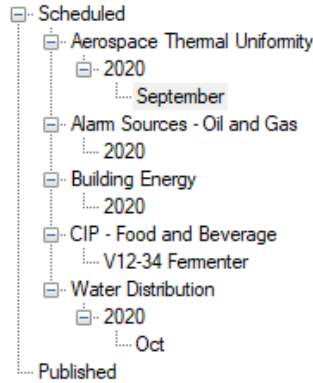 Scheduled
Aerospace Thermal Uniformity
2020
September
Alarm Sources - Oil and Gas
2020
Building Energy
2020
CIP - Food and Beverage
V12-34 Fermenter
Water Distribution
2020
Oct
Published